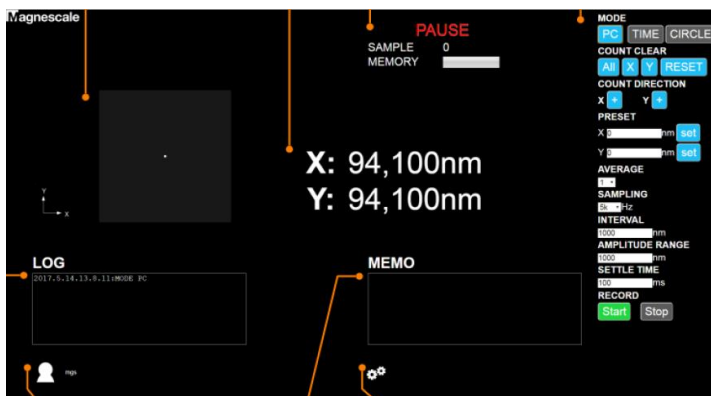 Magnescale
PAUSE
SAMPLE 0
MEMORY
X: 94,100nm
Y: 94,100nm
Y
X
LOG
2017.5.14.13.8.11:MODE PC
MEMO
mgs
MODE
PC TIME CIRCLE
COUNT CLEAR
All X Y RESET
COUNT DIRECTION
X + Y +
PRESET
X 0 nm set
Y 0 nm set
AVERAGE
1
SAMPLING
5k Hz
INTERVAL
1000 nm
AMPLITUDE RANGE
1000 nm
SETTLE TIME
100 ms
RECORD
Start Stop